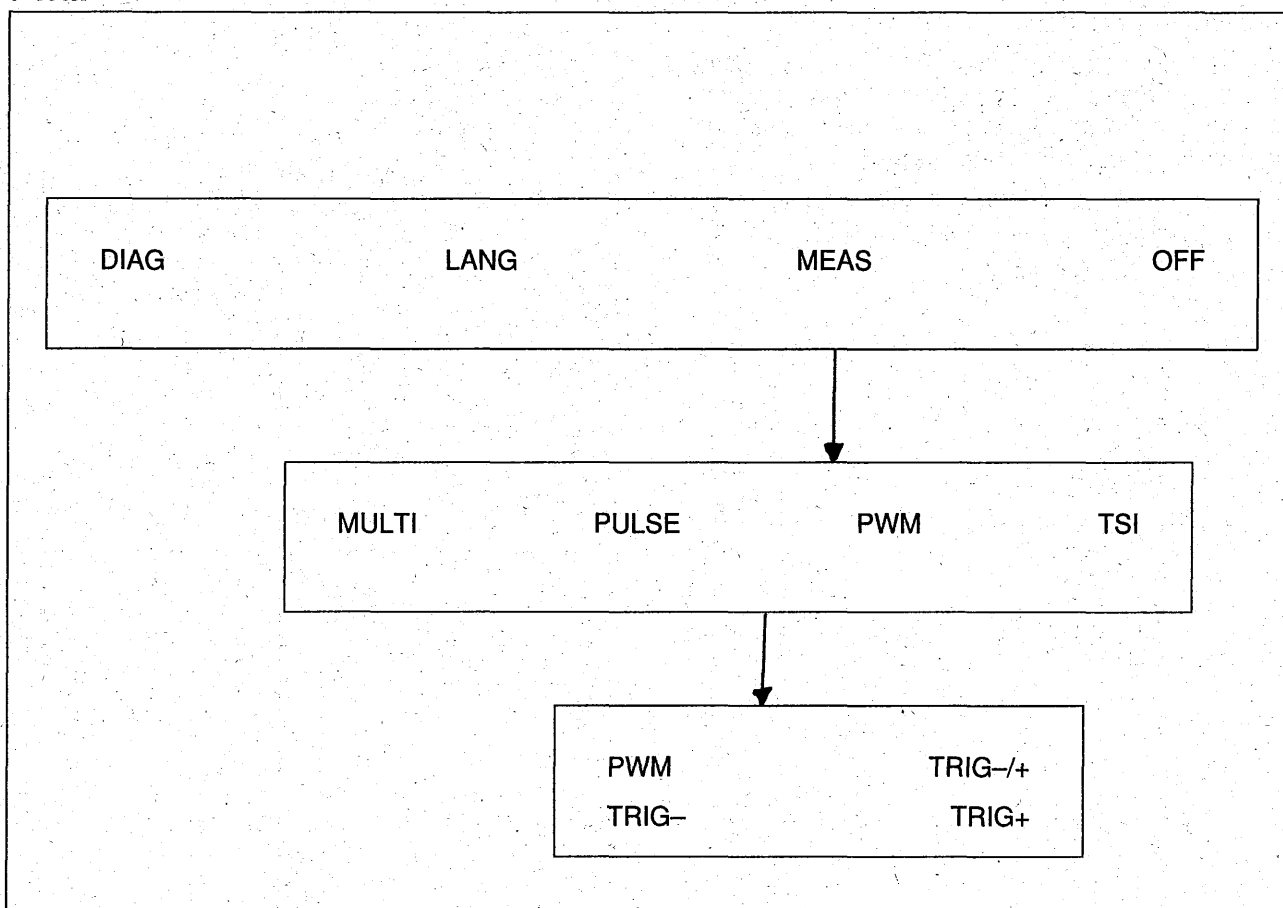 DIAG LANG MEAS OFF
MULTI PULSE PWM TSI
PWM TRIG–/+
TRIG– TRIG+